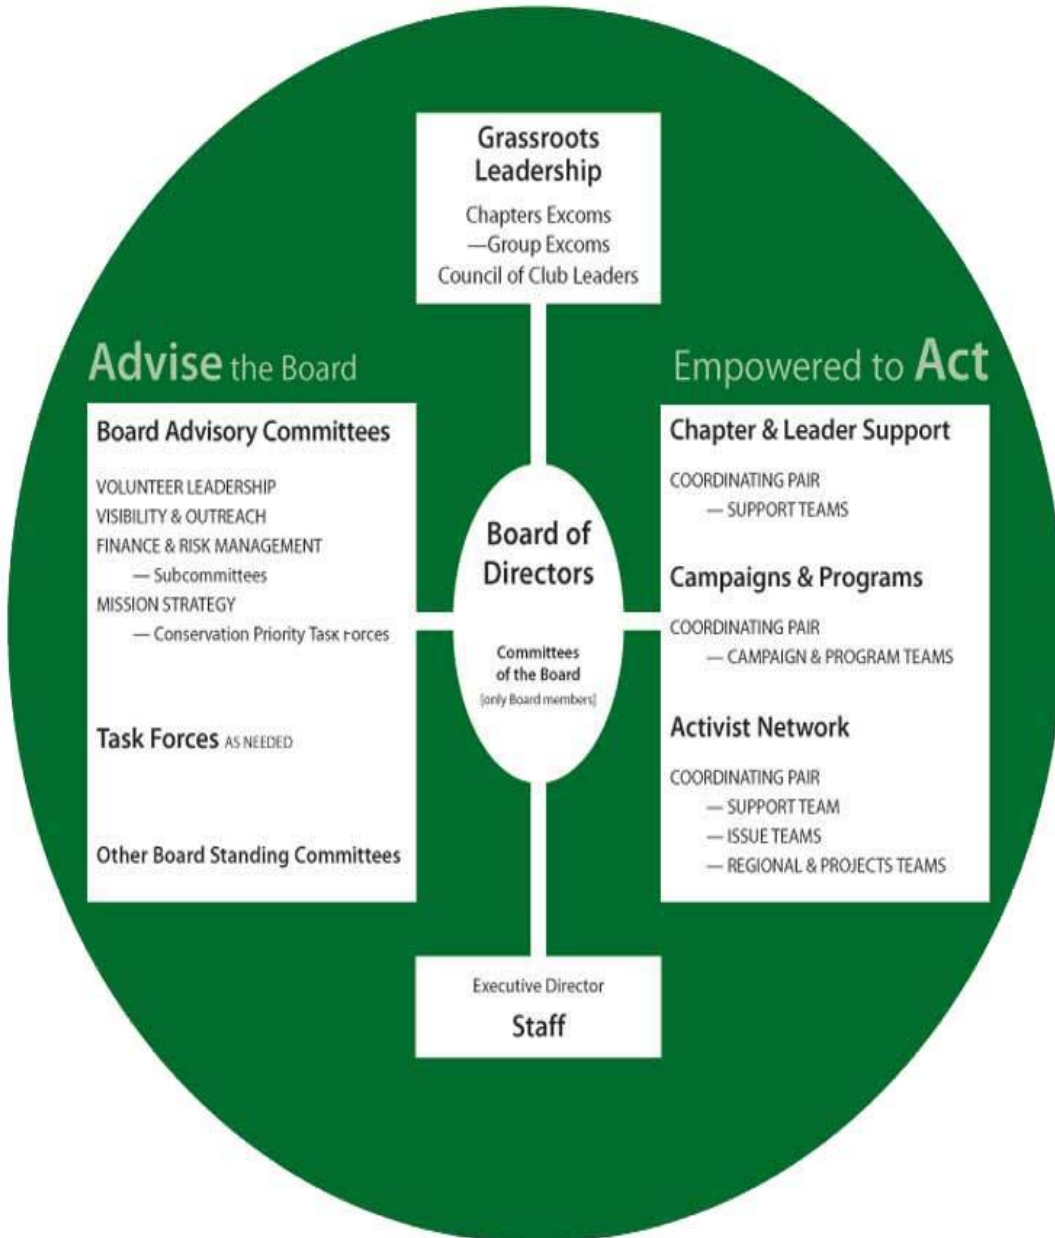 Grassroots
Leadership
Chapters Excoms
—Group Excoms
Council of Club Leaders
Advise the Board
Board Advisory Committees
VOLUNTEER LEADERSHIP
VISIBILITY & OUTREACH
FINANCE & RISK MANAGEMENT
— Subcommittees
MISSION STRATEGY
— Conservation Priority Task Forces
Task Forces AS NEEDED
Other Board Standing Committees
Board of
Directors
Committees
of the Board
[only Board members]
Empowered to Act
Chapter & Leader Support
COORDINATING PAIR
— SUPPORT TEAMS
Campaigns & Programs
COORDINATING PAIR
— CAMPAIGN & PROGRAM TEAMS
Activist Network
COORDINATING PAIR
— SUPPORT TEAM
— ISSUE TEAMS
— REGIONAL & PROJECTS TEAMS
Executive Director
Staff